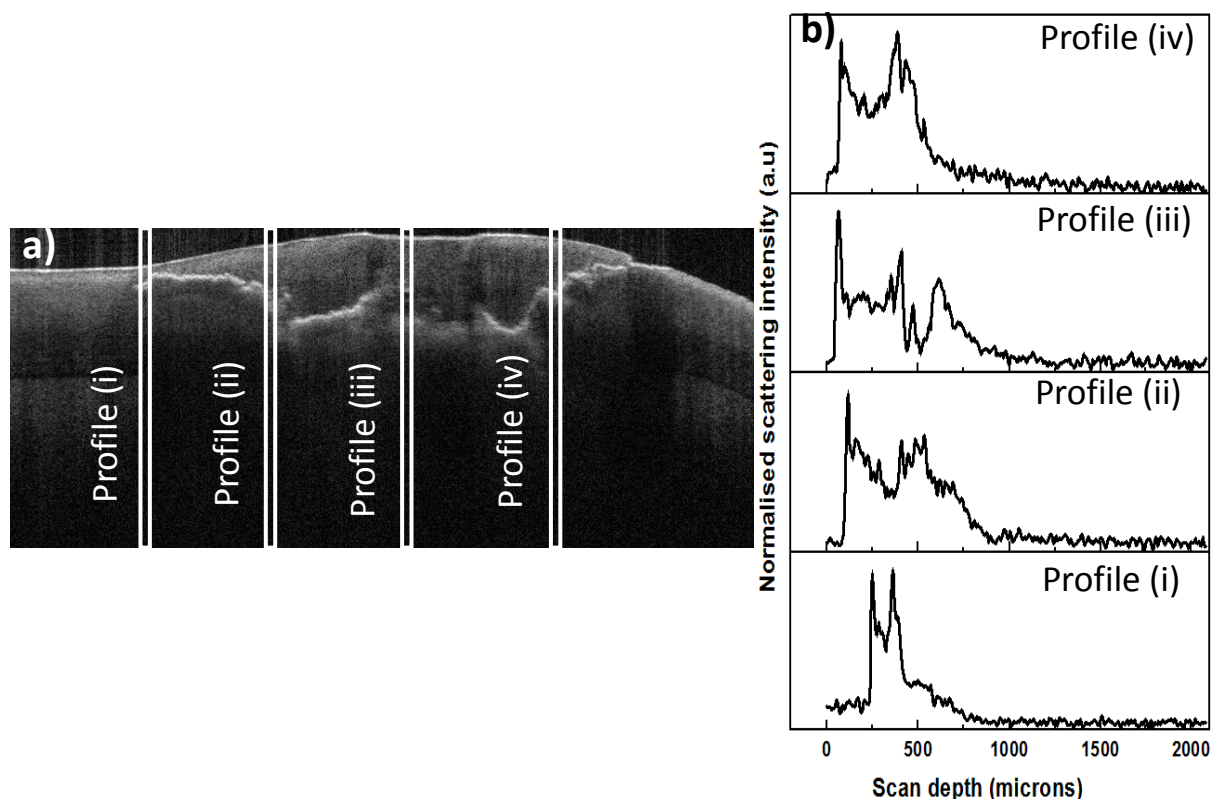 a)
Profile (i)
Profile (ii)
Profile (iii)
Profile (iv)
b)
Profile (iv)
Profile (iii)
Profile (ii)
Profile (i)
Normalised scattering intensity (a.u)
0
500
1000
1500
2000
Scan depth (microns)